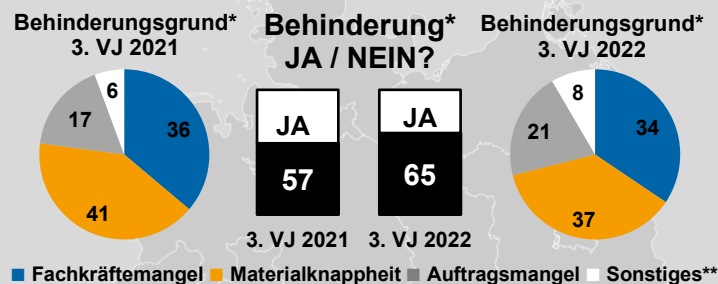 Behinderungsgrund*
3. VJ 2021
6
17
36
41
Behinderung*
JA / NEIN?
JA
57
3. VJ 2021
JA
65
3. VJ 2022
Behinderungsgrund*
3. VJ 2022
8
21
34
37
Fachkräftemangel Materialknappheit Auftragsmangel Sonstiges**